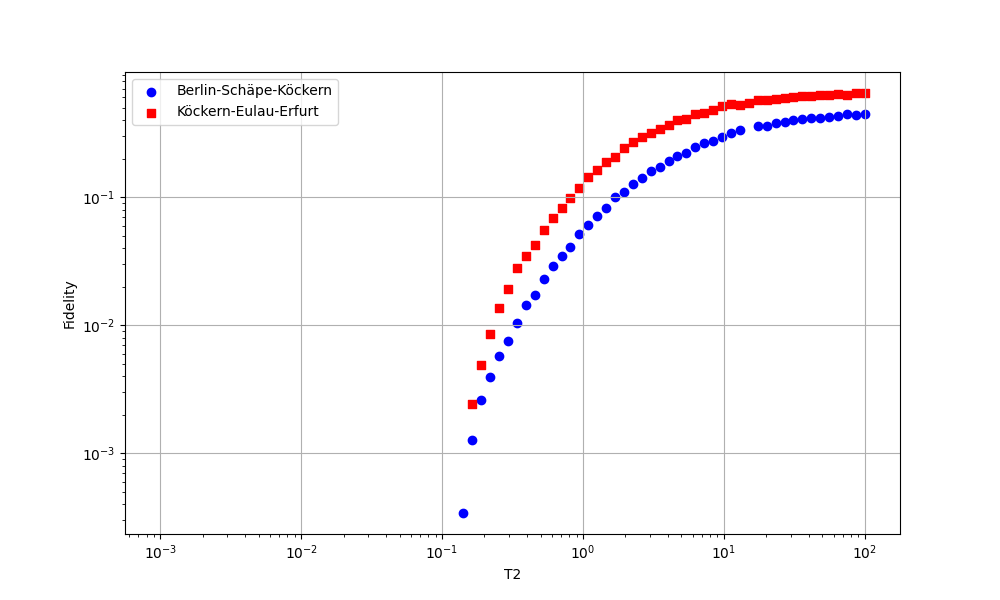 Berlin-Schäpe-Köckern
Köckern-Eulau-Erfurt
Fidelity
10⁻¹
10⁻²
10⁻³
10⁻³ 10⁻² 10⁻¹ 10⁰ 10¹ 10²
T2